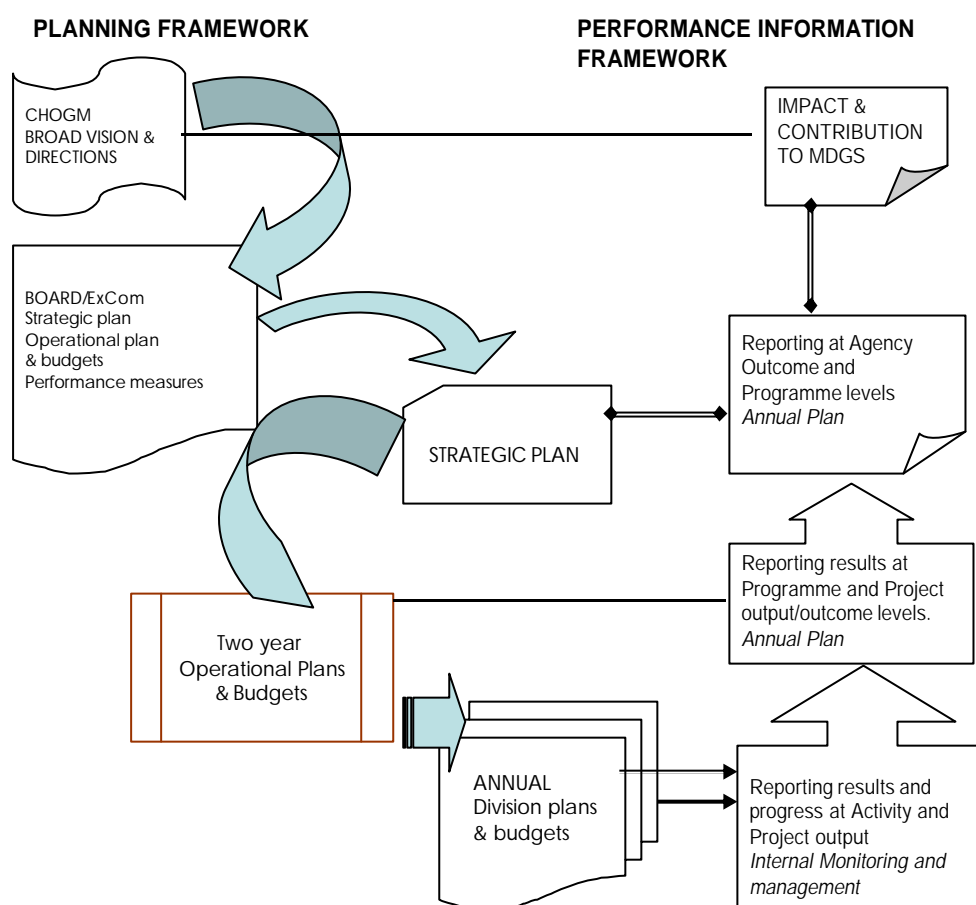 PLANNING FRAMEWORK
PERFORMANCE INFORMATION
FRAMEWORK
CHOGM
BROAD VISION &
DIRECTIONS
IMPACT &
CONTRIBUTION
TO MDGS
BOARD/ExCom
Strategic plan
Operational plan
& budgets
Performance measures
Reporting at Agency
Outcome and
Programme levels
Annual Plan
STRATEGIC PLAN
Reporting results at
Programme and Project
output/outcome levels.
Annual Plan
Two year
Operational Plans
& Budgets
ANNUAL
Division plans
& budgets
Reporting results and
progress at Activity and
Project output
Internal Monitoring and
management